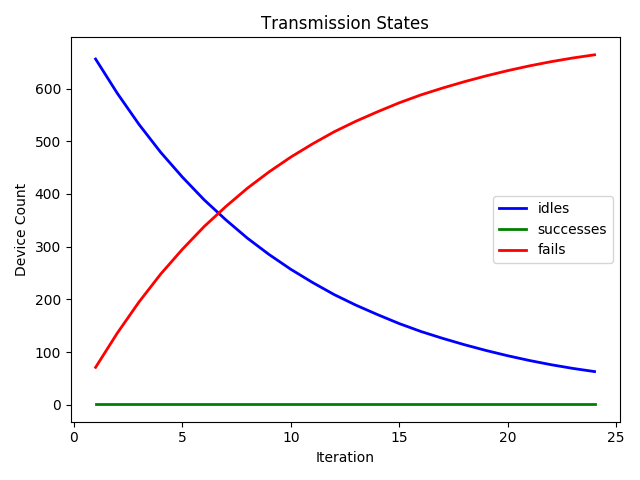 Transmission States
Device Count
600
500
400
300
200
100
0
idles
successes
fails
0 5 10 15 20 25
Iteration